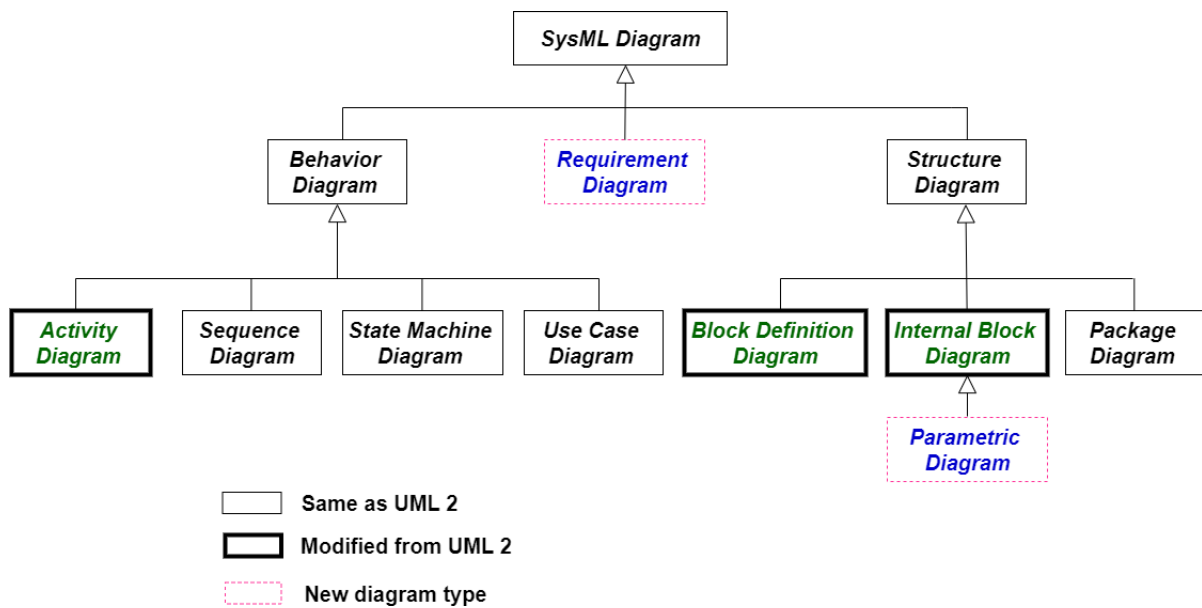 SysML Diagram
Behavior
Diagram
Requirement
Diagram
Structure
Diagram
Activity
Diagram
Sequence
Diagram
State Machine
Diagram
Use Case
Diagram
Block Definition
Diagram
Internal Block
Diagram
Package
Diagram
Parametric
Diagram
Same as UML 2
Modified from UML 2
New diagram type